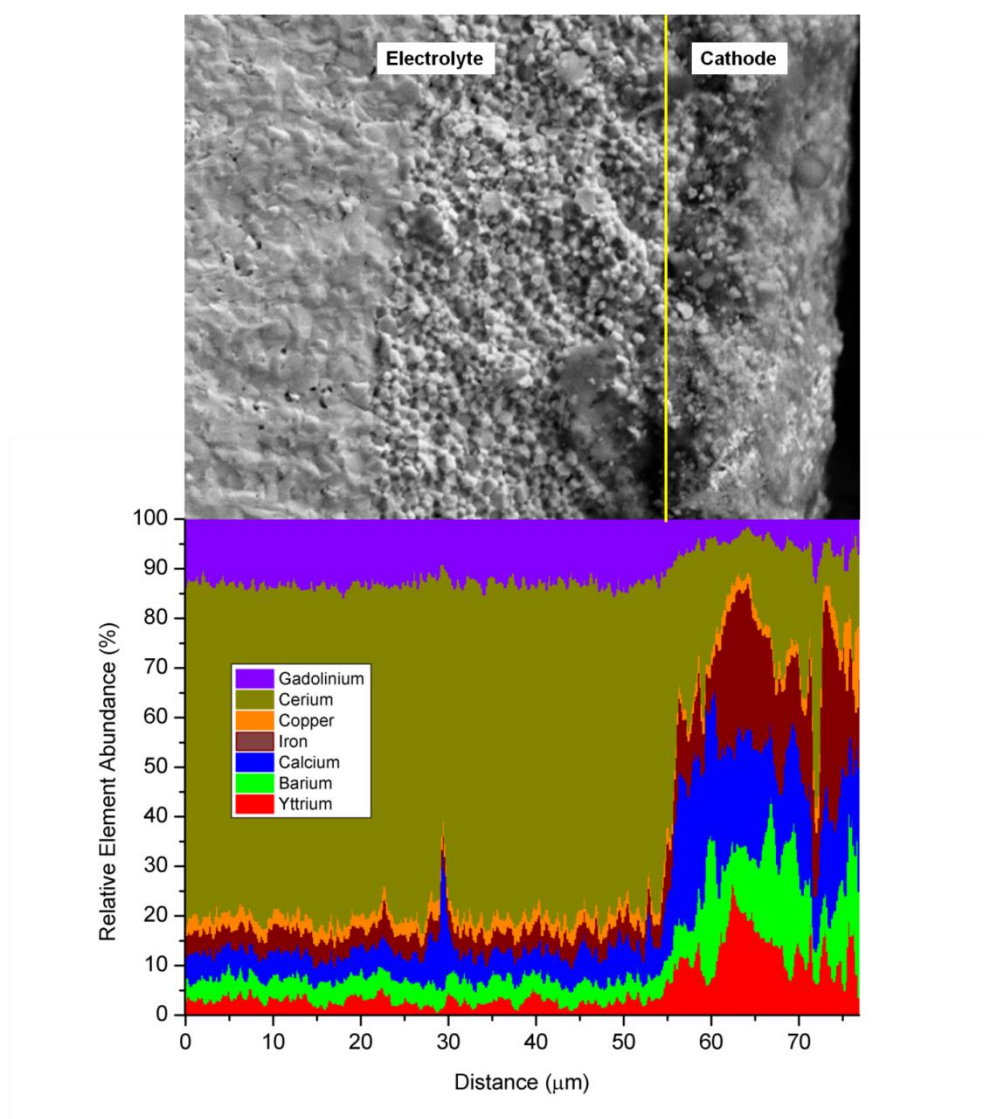 Electrolyte
Cathode
100
90
80
70
60
50
40
30
20
10
0
Relative Element Abundance (%)
Gadolinium
Cerium
Copper
Iron
Calcium
Barium
Yttrium
0 10 20 30 40 50 60 70
Distance (μm)